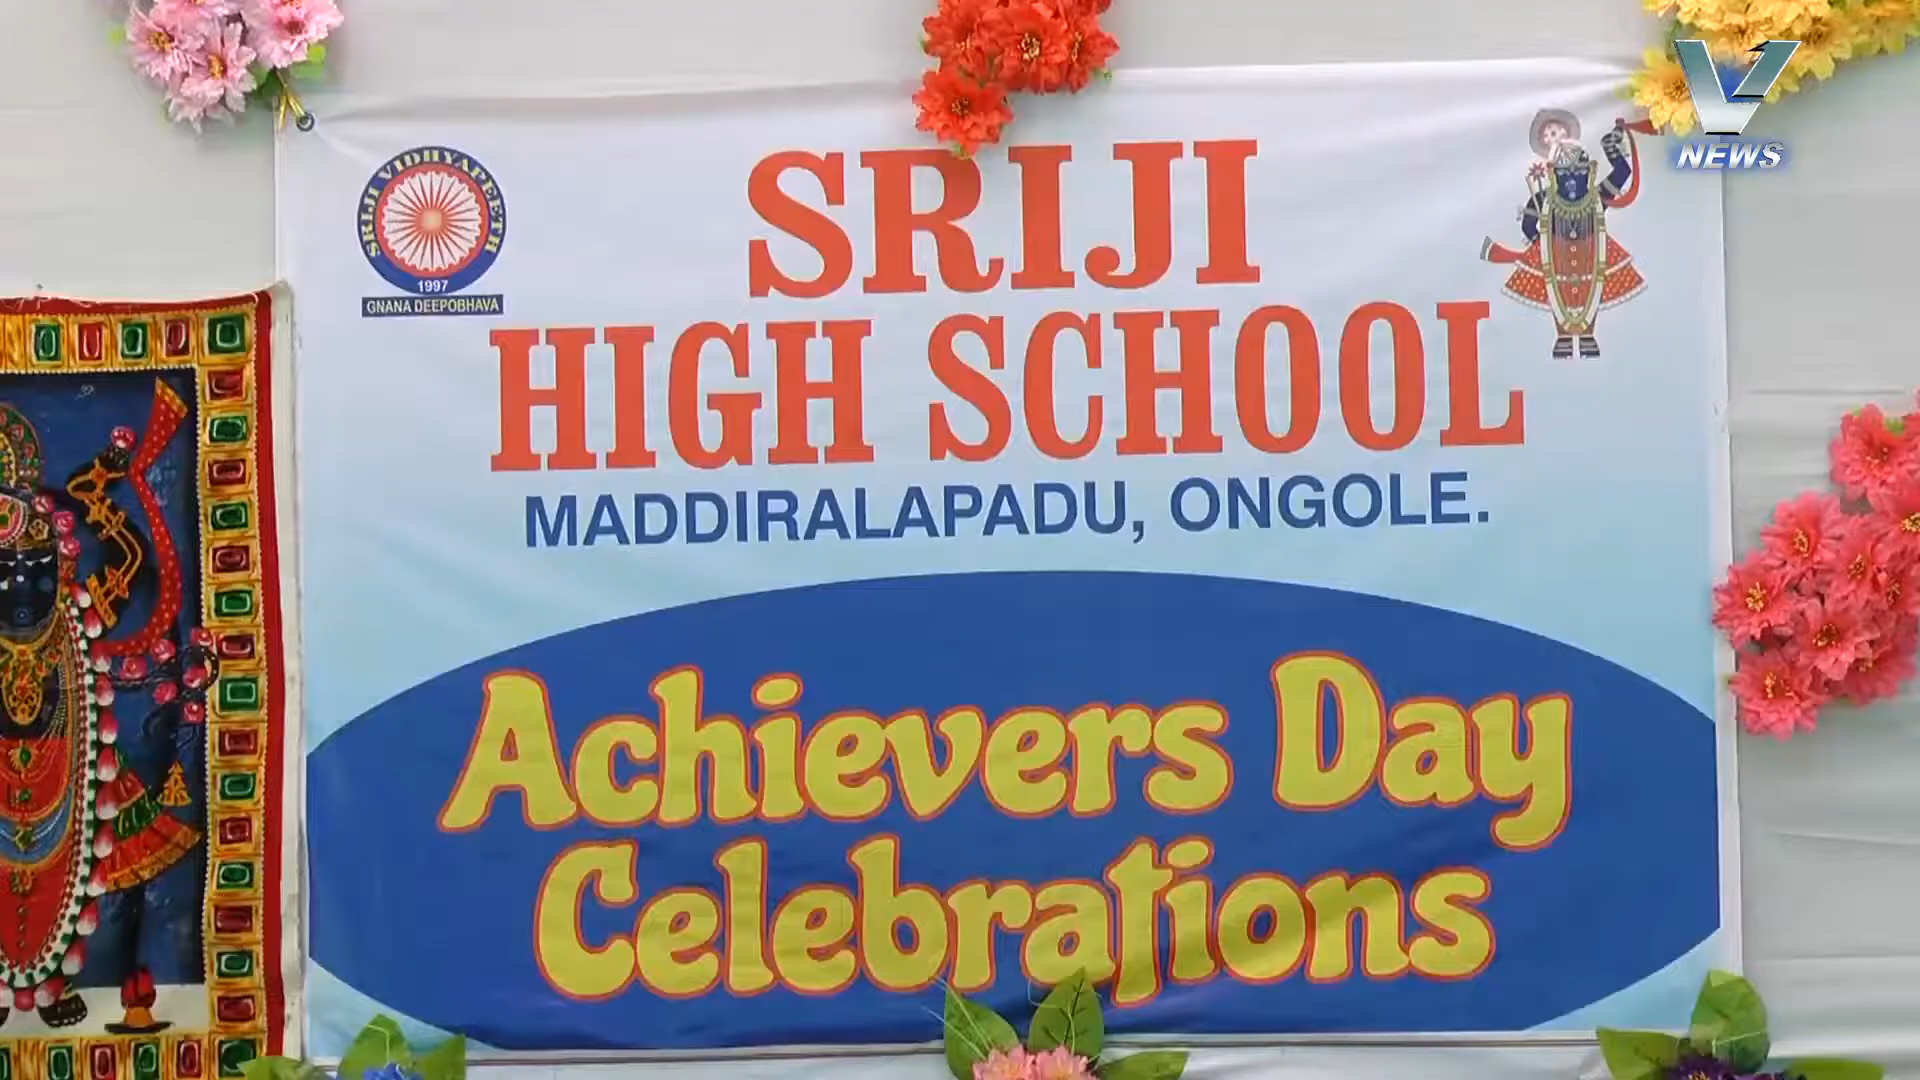 V
NEWS
SRIJI VIDHYAPEETH
1997
GNANA DEEPOBHAVA
SRIJI
HIGH SCHOOL
MADDIRALAPADU, ONGOLE.
Achievers Day
Celebrations